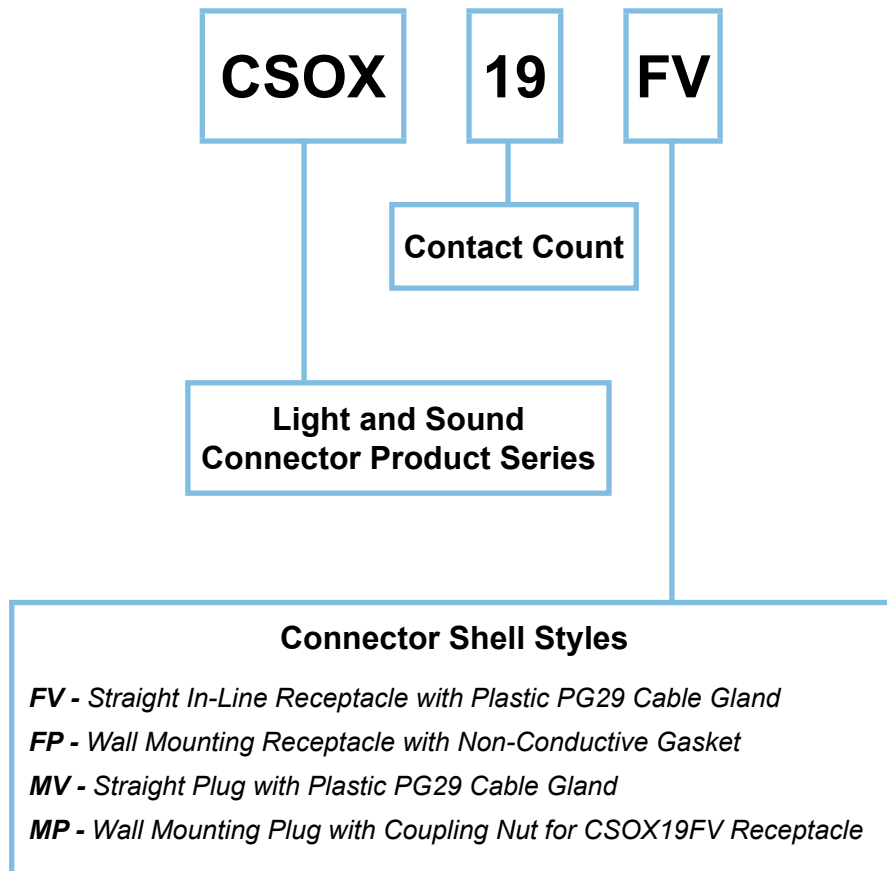 CSOX 19 FV
Contact Count
Light and Sound
Connector Product Series
Connector Shell Styles
FV - Straight In-Line Receptacle with Plastic PG29 Cable Gland
FP - Wall Mounting Receptacle with Non-Conductive Gasket
MV - Straight Plug with Plastic PG29 Cable Gland
MP - Wall Mounting Plug with Coupling Nut for CSOX19FV Receptacle